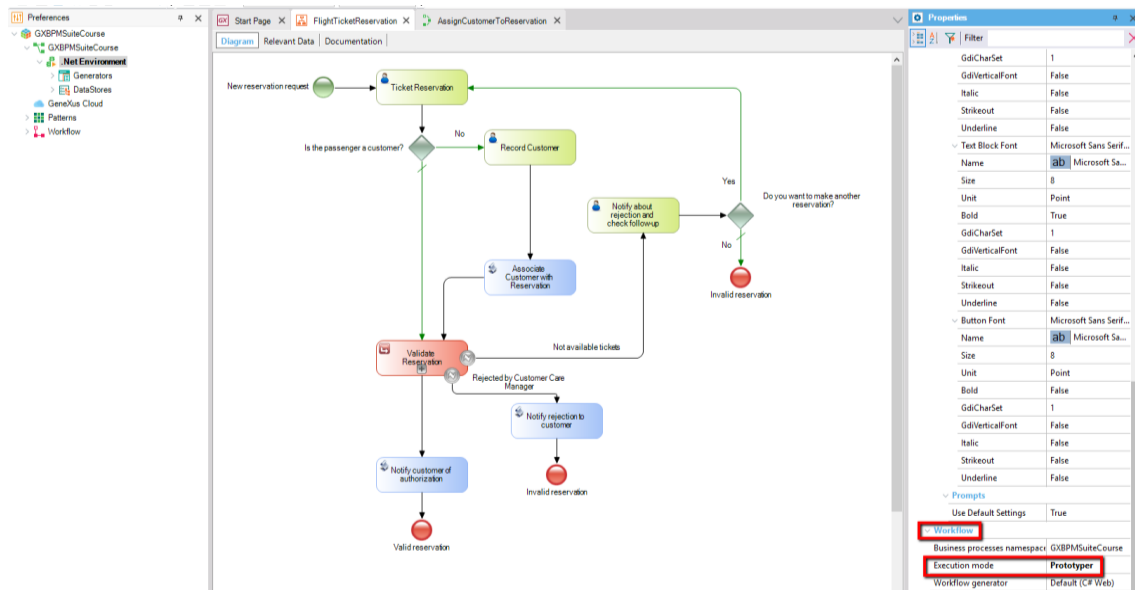 Preferences
GXBPMSuiteCourse
GXBPMSuiteCourse
.Net Environment
Generators
DataStores
GeneXus Cloud
Patterns
Workflow
Start Page
FlightTicketReservation
AssignCustomerToReservation
Diagram
Relevant Data
Documentation
New reservation request
Ticket Reservation
Is the passenger a customer?
No
Record Customer
Yes
Do you want to make another
reservation?
Notify about
rejection and
check follow-up
No
Associate
Customer with
Reservation
Invalid reservation
Validate
Reservation
Not available tickets
Rejected by Customer Care
Manager
Notify rejection to
customer
Notify customer of
authorization
Invalid reservation
Valid reservation
Properties
Filter
GdiCharSet 1
GdiVerticalFont False
Italic False
Strikeout False
Underline False
Text Block Font Microsoft Sans Serif...
Name ab Microsoft Sa...
Size 8
Unit Point
Bold True
GdiCharSet 1
GdiVerticalFont False
Italic False
Strikeout False
Underline False
Button Font Microsoft Sans Serif...
Name ab Microsoft Sa...
Size 8
Unit Point
Bold False
GdiCharSet 1
GdiVerticalFont False
Italic False
Strikeout False
Underline False
Prompts
Use Default Settings True
Workflow
Business processes namespace GXBPMSuiteCourse
Execution mode Prototyper
Workflow generator Default (C# Web)